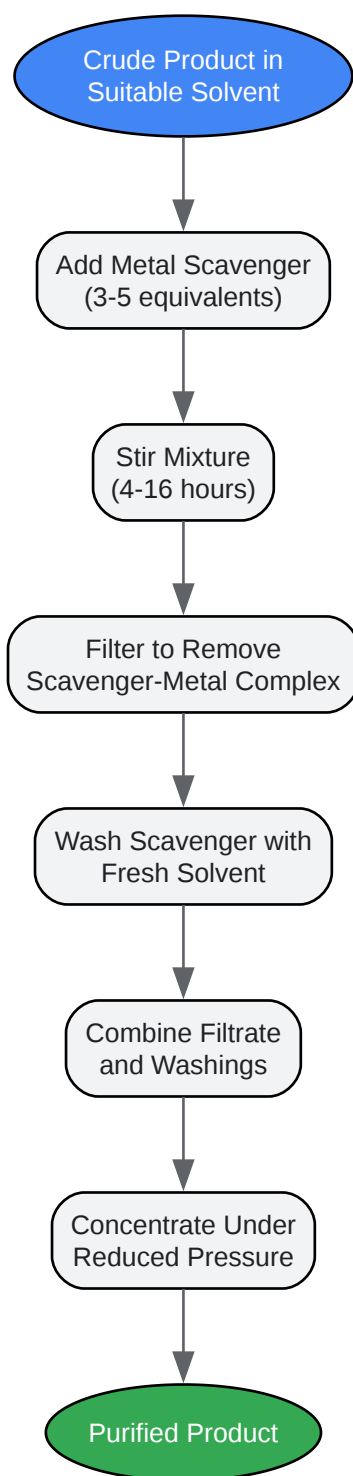 Crude Product in
Suitable Solvent
Add Metal Scavenger
(3-5 equivalents)
Stir Mixture
(4-16 hours)
Filter to Remove
Scavenger-Metal Complex
Wash Scavenger with
Fresh Solvent
Combine Filtrate
and Washings
Concentrate Under
Reduced Pressure
Purified Product